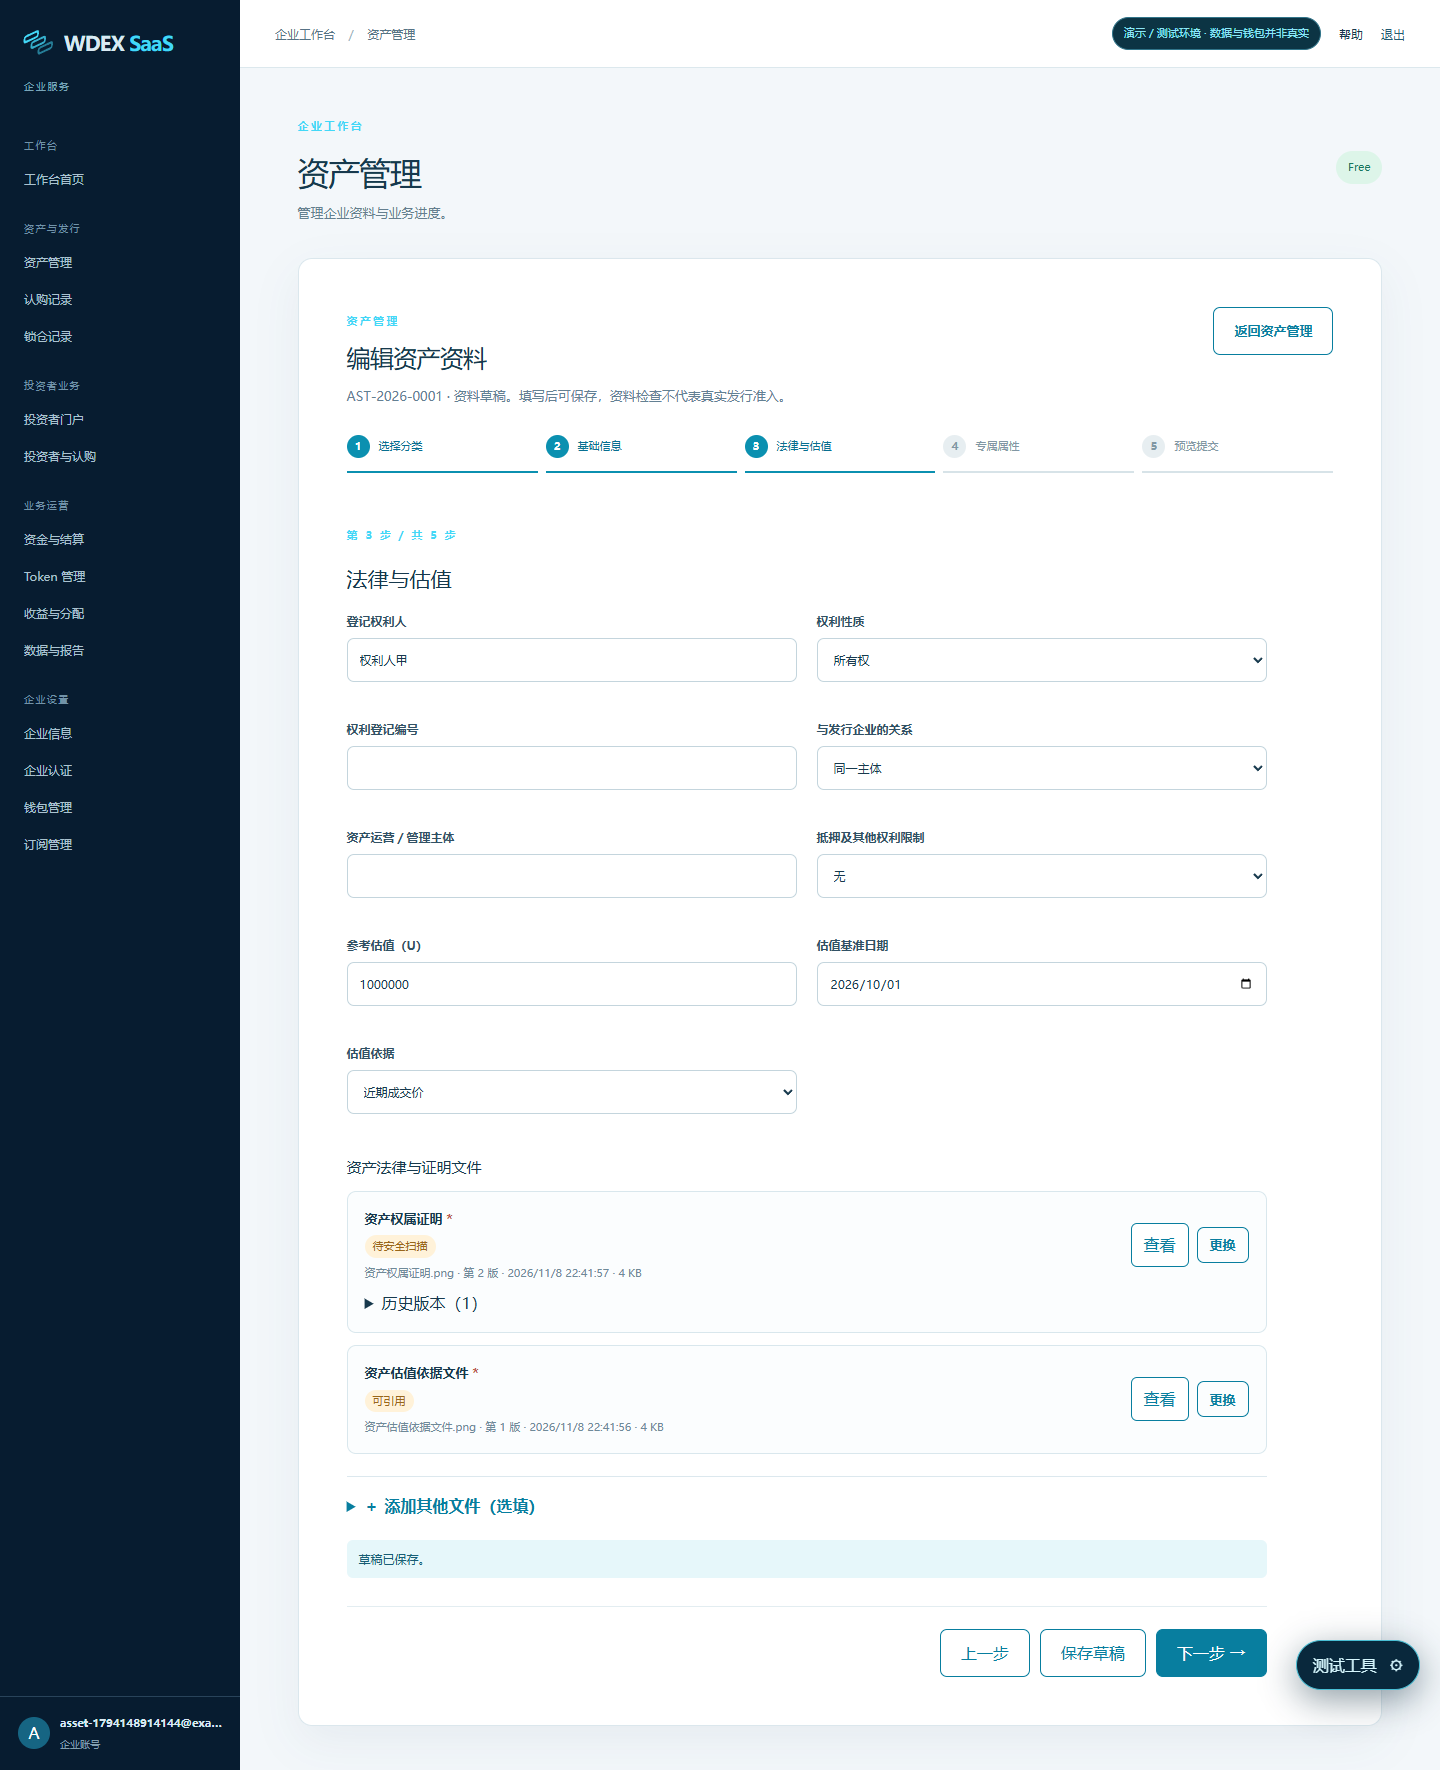 WDEX SaaS
企业服务
工作台
工作台首页
资产与发行
资产管理
认购记录
锁仓记录
投资者业务
投资者门户
投资者与认购
业务运营
资金与结算
Token 管理
收益与分配
数据与报告
企业设置
企业信息
企业认证
钱包管理
订阅管理
A
asset-1794148914144@exa...
企业账号
企业工作台 / 资产管理
演示 / 测试环境 · 数据与钱包并非真实
帮助
退出
企业工作台
资产管理
管理企业资料与业务进度。
Free
资产管理
编辑资产资料
AST-2026-0001 · 资料草稿。填写后可保存，资料检查不代表真实发行准入。
返回资产管理
1 选择分类
2 基础信息
3 法律与估值
4 专属属性
5 预览提交
第 3 步 / 共 5 步
法律与估值
登记权利人
权利人甲
权利性质
所有权
权利登记编号
与发行企业的关系
同一主体
资产运营 / 管理主体
抵押及其他权利限制
无
参考估值（U）
1000000
估值基准日期
2026/10/01
估值依据
近期成交价
资产法律与证明文件
资产权属证明 *
待安全扫描
资产权属证明.png · 第 2 版 · 2026/11/8 22:41:57 · 4 KB
历史版本（1）
查看
更换
资产估值依据文件 *
可引用
资产估值依据文件.png · 第 1 版 · 2026/11/8 22:41:56 · 4 KB
查看
更换
+ 添加其他文件（选填）
草稿已保存。
上一步
保存草稿
下一步 →
测试工具